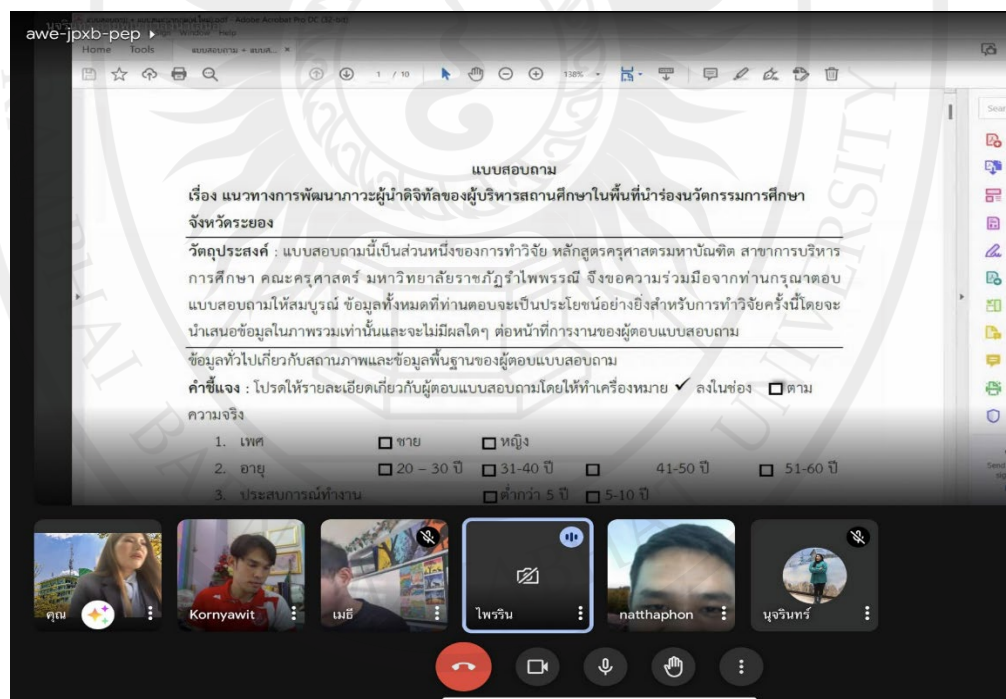 awe-jpxb-pep
Home Tools แบบสอบถาม + แบบส... ×
1 / 10 138%
แบบสอบถาม
เรื่อง แนวทางการพัฒนาภาวะผู้นำดิจิทัลของผู้บริหารสถานศึกษาในพื้นที่นำร่องนวัตกรรมการศึกษา
จังหวัดระยอง
วัตถุประสงค์ : แบบสอบถามนี้เป็นส่วนหนึ่งของการทำวิจัย หลักสูตรครุศาสตรมหาบัณฑิต สาขาการบริหาร
การศึกษา คณะครุศาสตร์ มหาวิทยาลัยราชภัฏรำไพพรรณี จึงขอความร่วมมือจากท่านกรุณาตอบ
แบบสอบถามให้สมบูรณ์ ข้อมูลทั้งหมดที่ท่านตอบจะเป็นประโยชน์อย่างยิ่งสำหรับการทำวิจัยครั้งนี้โดยจะ
นำเสนอข้อมูลในภาพรวมเท่านั้นและจะไม่มีผลใดๆ ต่อหน้าที่การงานของผู้ตอบแบบสอบถาม
ข้อมูลทั่วไปเกี่ยวกับสถานภาพและข้อมูลพื้นฐานของผู้ตอบแบบสอบถาม
คำชี้แจง : โปรดให้รายละเอียดเกี่ยวกับผู้ตอบแบบสอบถามโดยให้ทำเครื่องหมาย ✓ ลงในช่อง ☐ ตาม
ความจริง
1. เพศ ☐ ชาย ☐ หญิง
2. อายุ ☐ 20 – 30 ปี ☐ 31-40 ปี ☐ 41-50 ปี ☐ 51-60 ปี
3. ประสบการณ์ทำงาน ☐ ต่ำกว่า 5 ปี ☐ 5-10 ปี
คุณ Kornyawit เมธี ไพรริน natthaphon นุจรินทร์